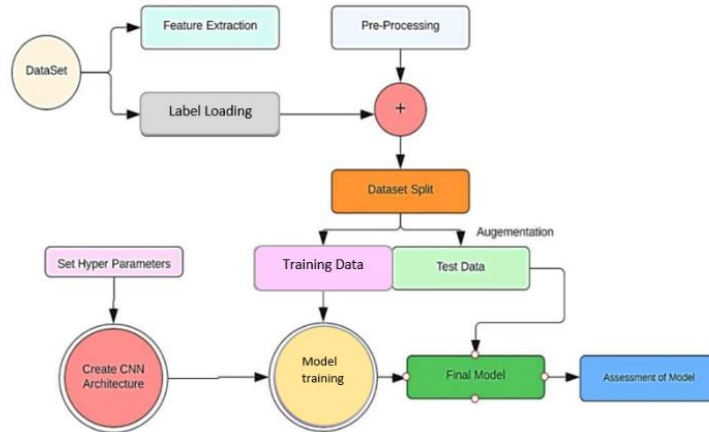 Feature Extraction
Pre-Processing
DataSet
Label Loading
+
Dataset Split
Augementation
Set Hyper Parameters
Training Data
Test Data
Create CNN
Architecture
Model
training
Final Model
Assessment of Model